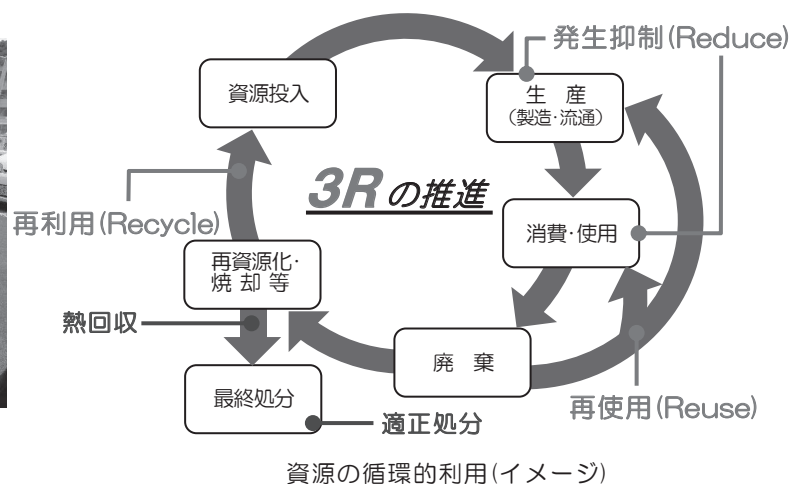 発生抑制(Reduce)
資源投入
生 産
(製造・流通)
3Rの推進
再利用(Recycle)
消費・使用
再資源化・
焼 却 等
熱回収
廃 棄
最終処分
再使用(Reuse)
適正処分
資源の循環的利用(イメージ)